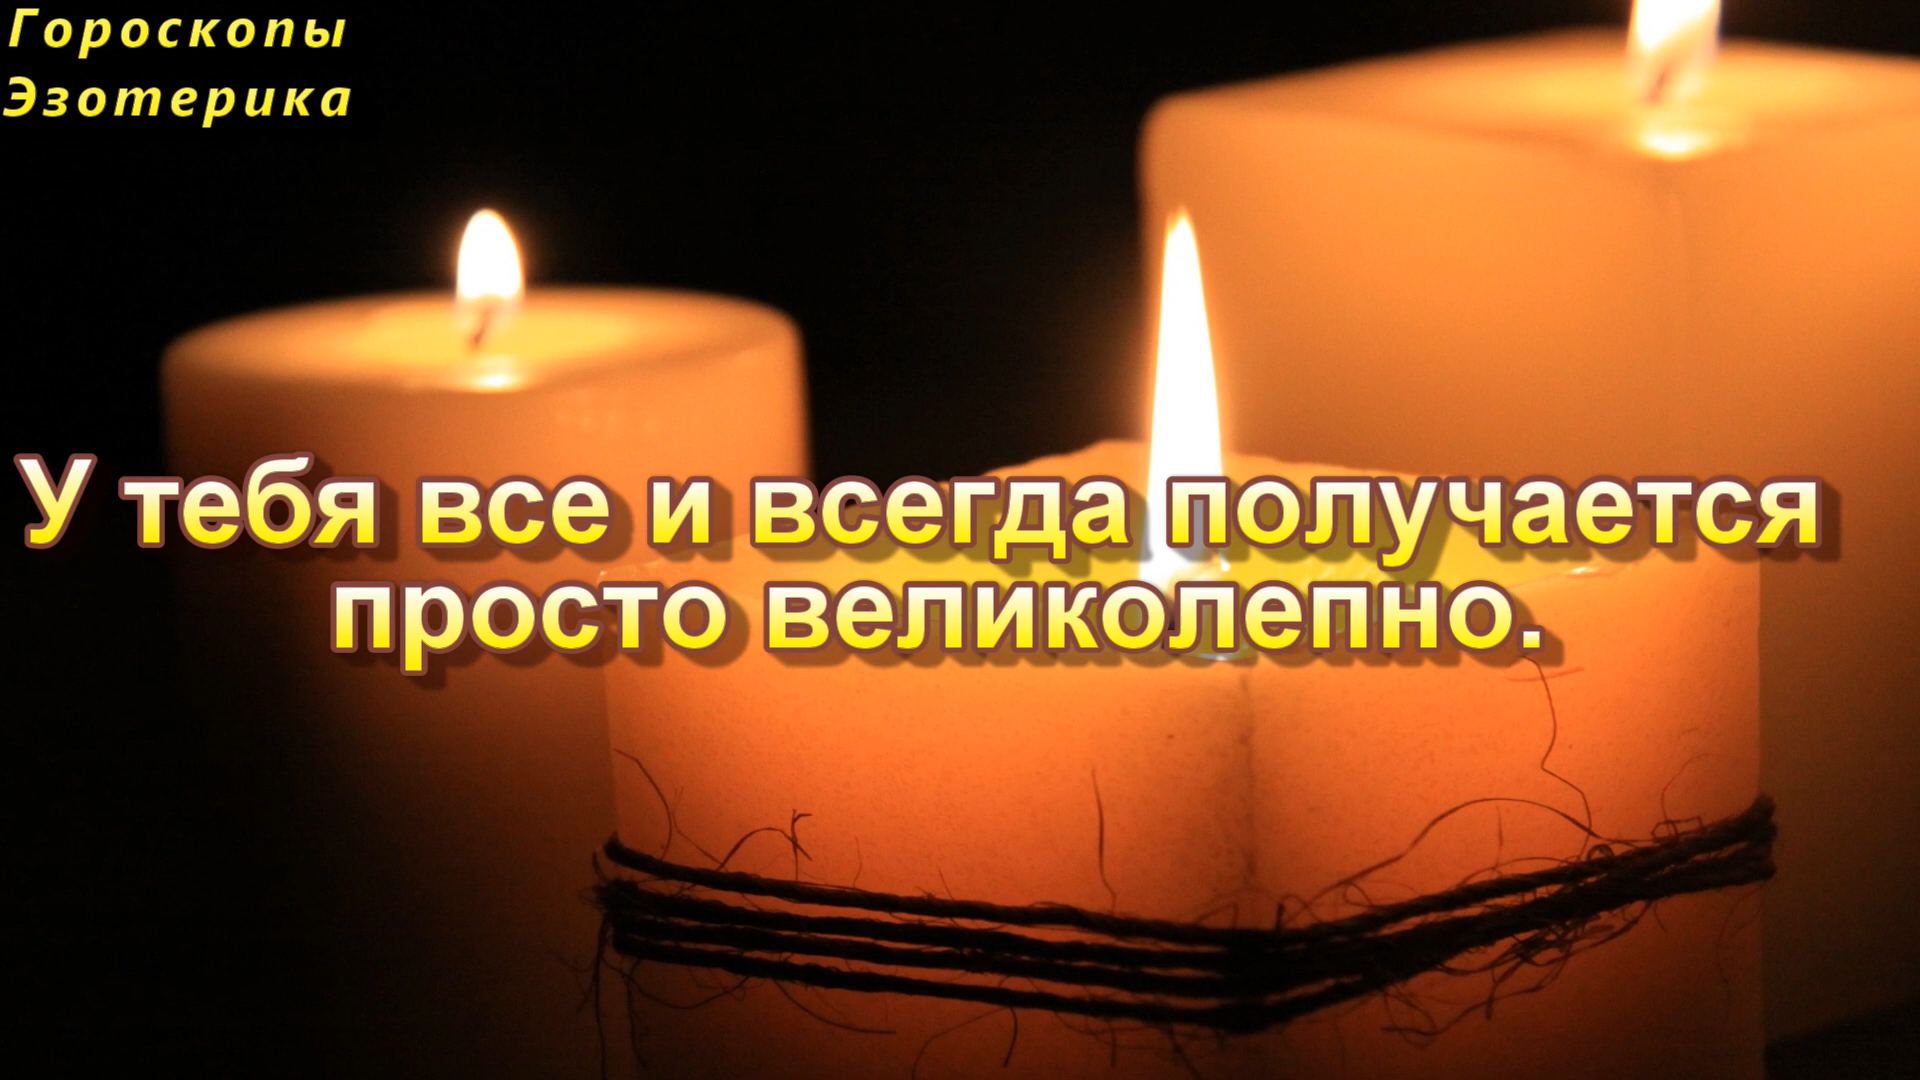 Гороскопы
Эзотерика
У тебя все и всегда получается
просто великолепно.